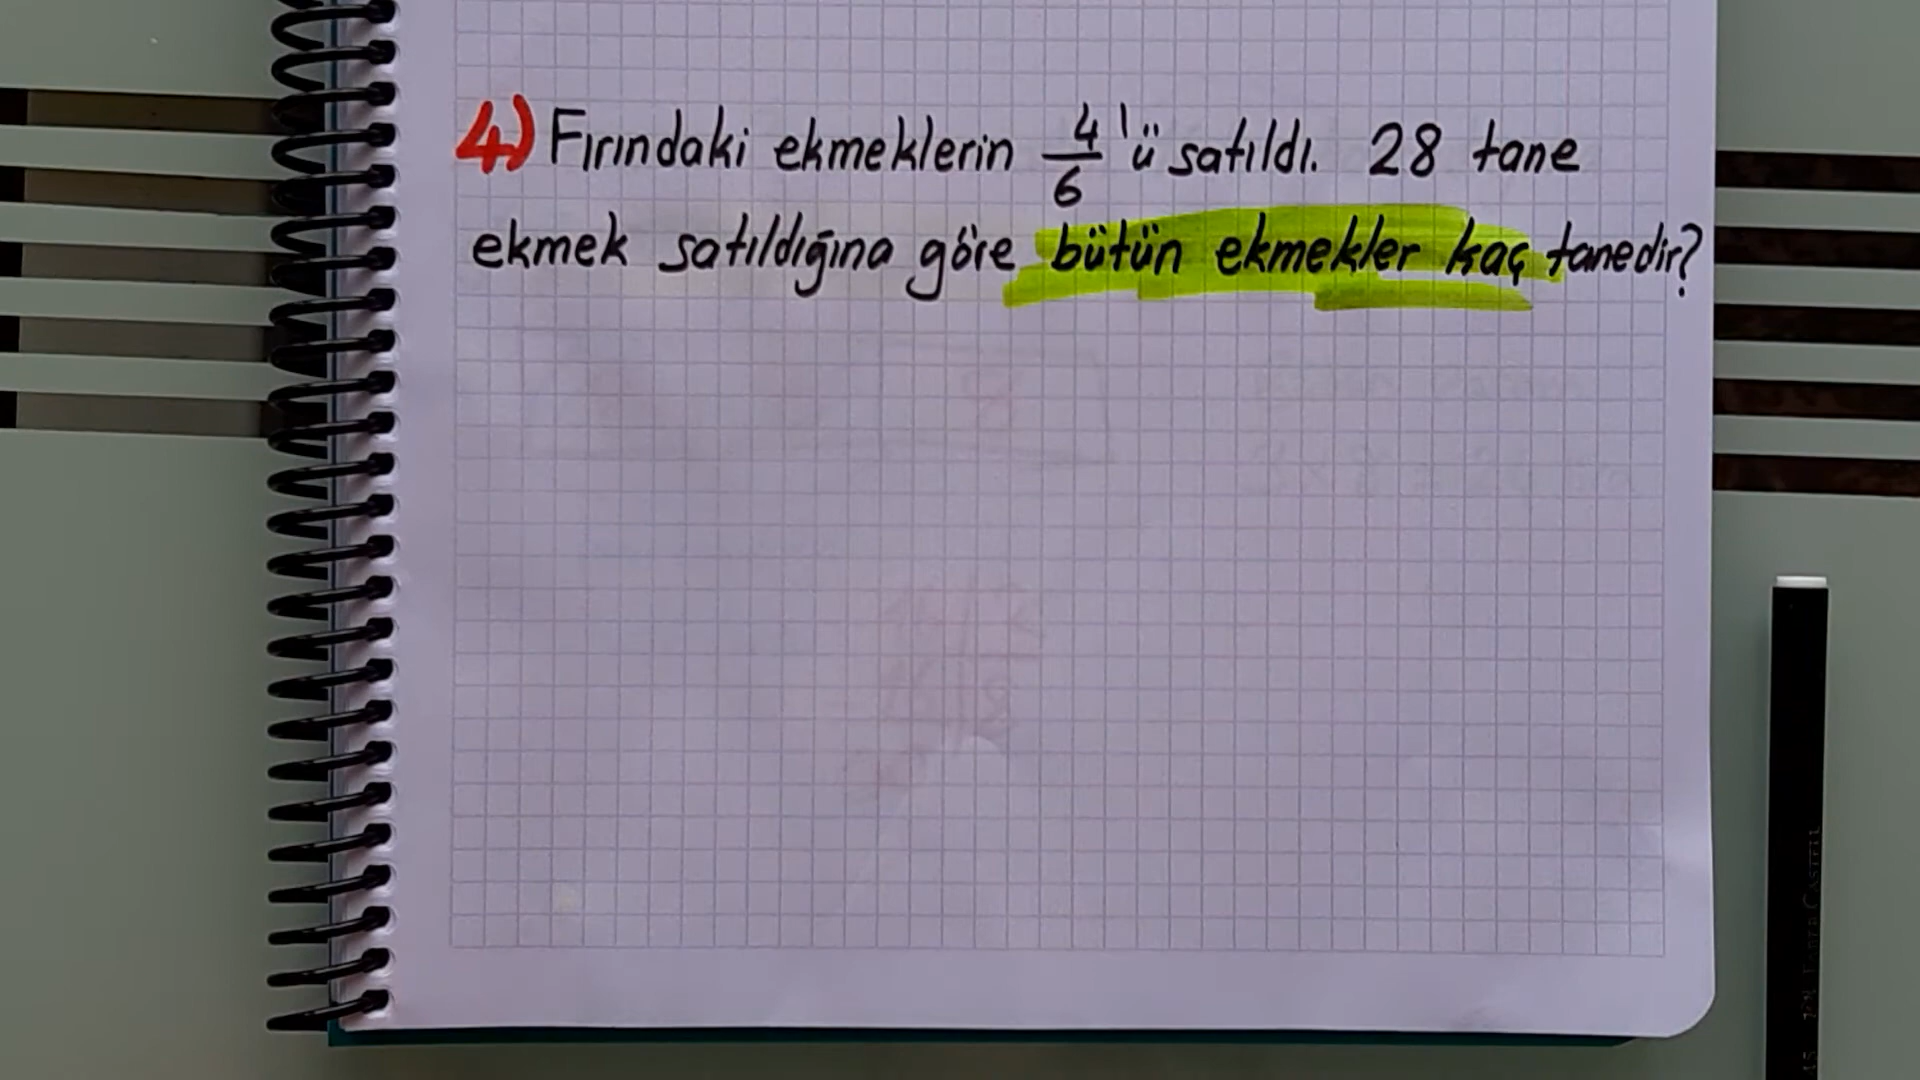 4) Fırındaki ekmeklerin 4/6'ü satıldı. 28 tane
ekmek satıldığına göre bütün ekmekler kaç tanedir?